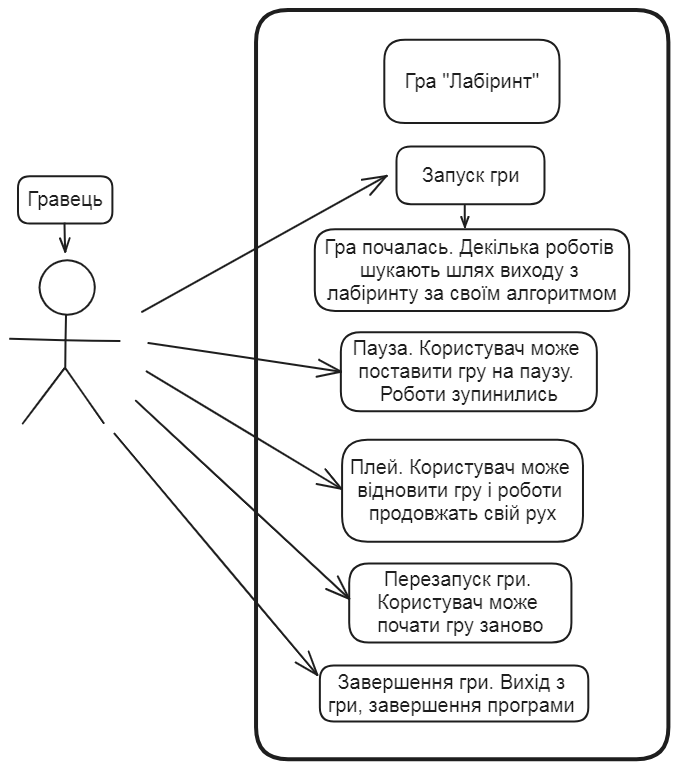 Гра "Лабіринт"
Запуск гри
Гравець
Гра почалась. Декілька роботів
шукають шлях виходу з
лабіринту за своїм алгоритмом
Пауза. Користувач може
поставити гру на паузу.
Роботи зупинились
Плей. Користувач може
відновити гру і роботи
продовжать свій рух
Перезапуск гри.
Користувач може
почати гру заново
Завершення гри. Вихід з
гри, завершення програми